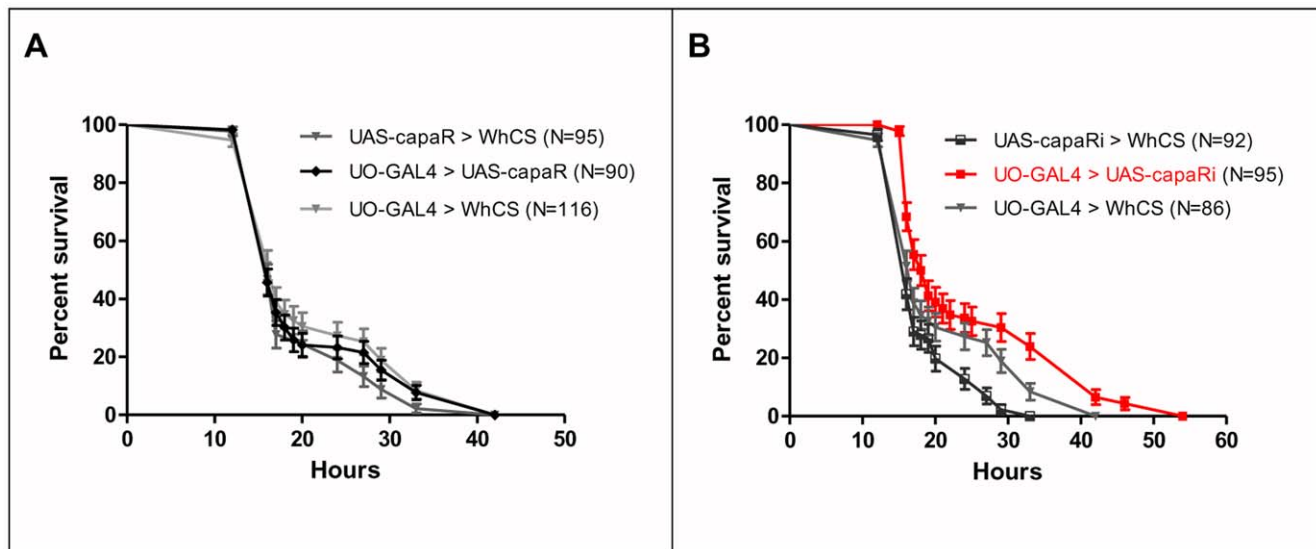 A
UAS-capaR > WhCS (N=95)
UO-GAL4 > UAS-capaR (N=90)
UO-GAL4 > WhCS (N=116)
Percent survival
100
80
60
40
20
0
0 10 20 30 40 50
Hours
B
UAS-capaRi > WhCS (N=92)
UO-GAL4 > UAS-capaRi (N=95)
UO-GAL4 > WhCS (N=86)
Percent survival
100
80
60
40
20
0
0 10 20 30 40 50 60
Hours